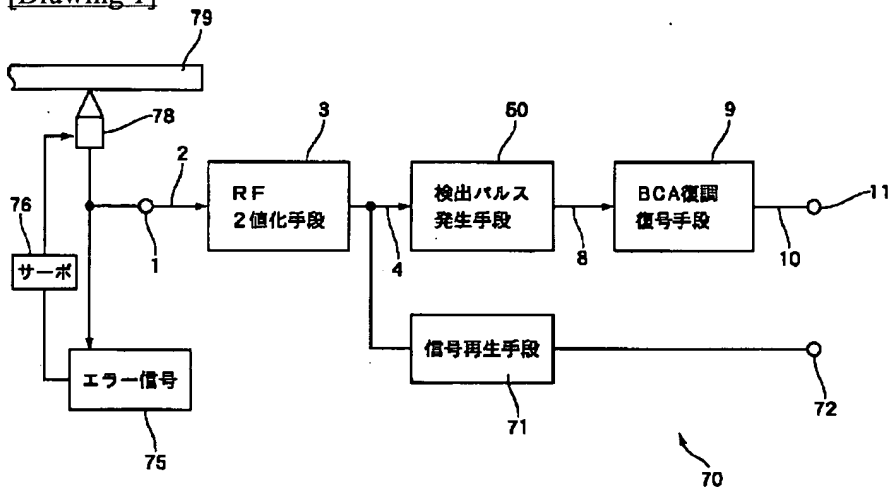 [Drawing 1]
79
78
3
50
9
2
RF
2値化手段
検出パルス
発生手段
BCA復調
復号手段
11
76
サーボ
1
4
8
10
エラー信号
信号再生手段
75
71
72
70